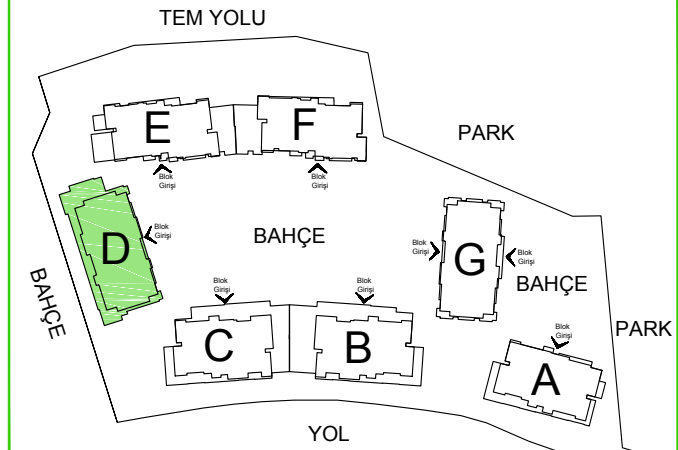 TEM YOLU
E
F
PARK
Blok
Girişi
Blok
Girişi
D
Blok
Girişi
BAHÇE
Blok
Girişi
G
Blok
Girişi
BAHÇE
BAHÇE
Blok
Girişi
Blok
Girişi
C
B
Blok
Girişi
PARK
A
YOL